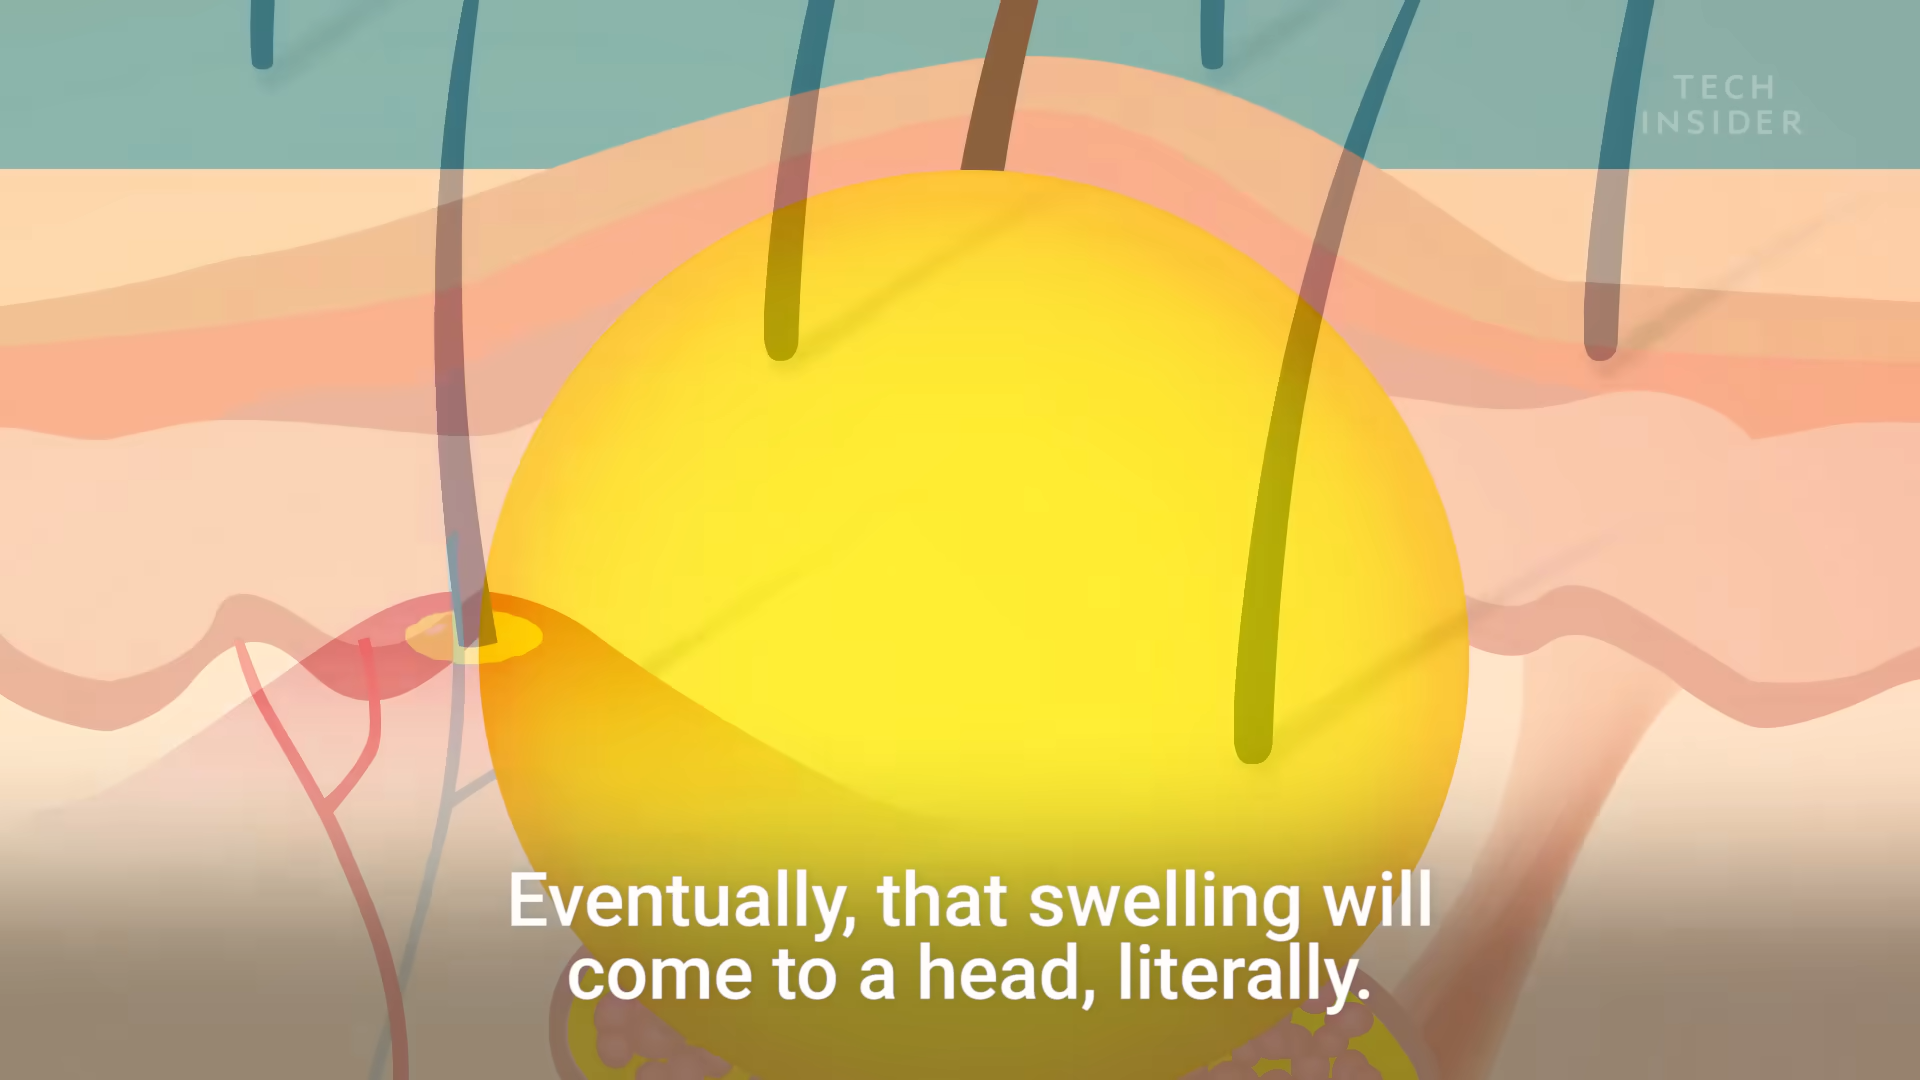 TECH
INSIDER
Eventually, that swelling will
come to a head, literally.